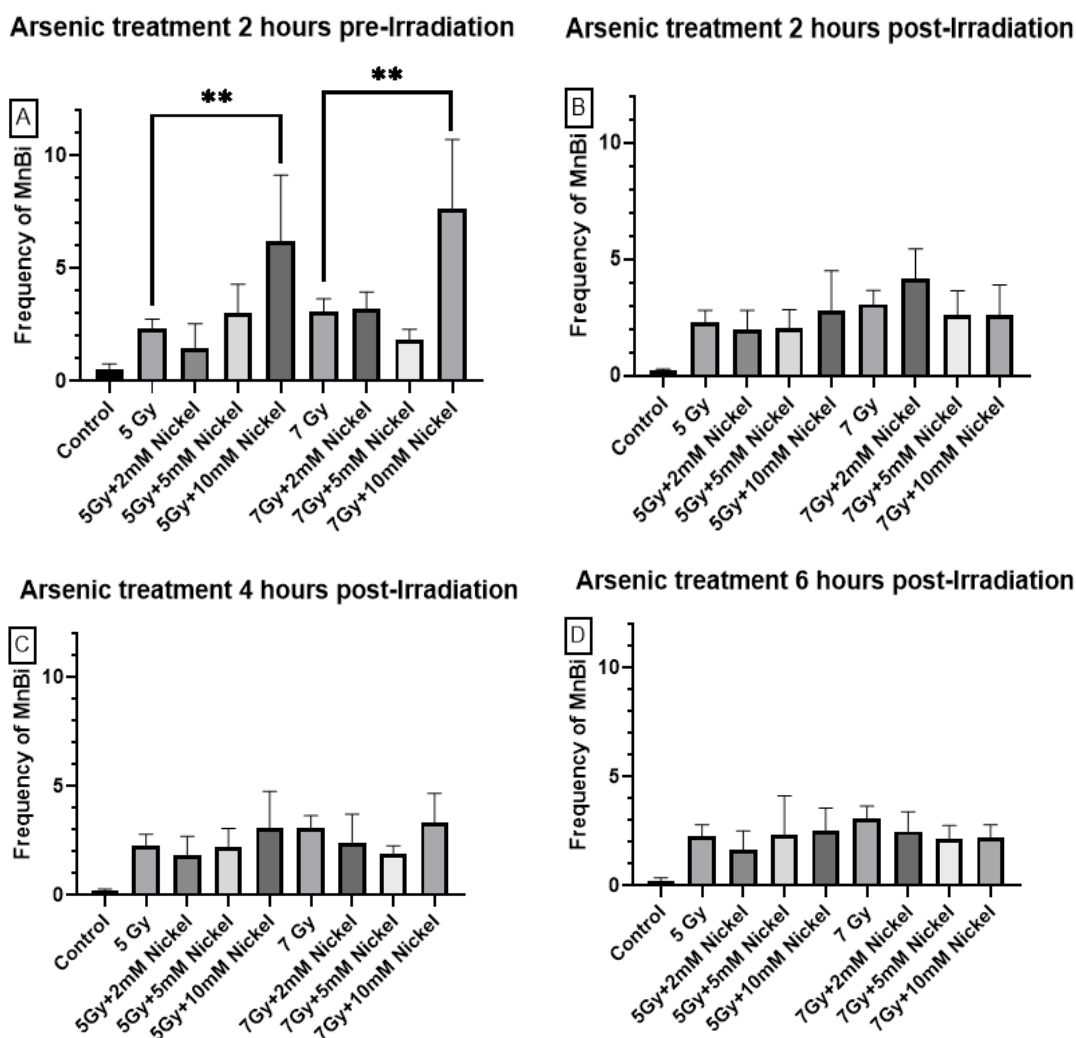 Arsenic treatment 2 hours pre-Irradiation
A
**
**
Frequency of MnBi
10
5
0
Control
5 Gy
5Gy+2mM Nickel
5Gy+5mM Nickel
5Gy+10mM Nickel
7 Gy
7Gy+2mM Nickel
7Gy+5mM Nickel
7Gy+10mM Nickel
Arsenic treatment 2 hours post-Irradiation
B
Frequency of MnBi
10
5
0
Control
5 Gy
5Gy+2mM Nickel
5Gy+5mM Nickel
5Gy+10mM Nickel
7 Gy
7Gy+2mM Nickel
7Gy+5mM Nickel
7Gy+10mM Nickel
Arsenic treatment 4 hours post-Irradiation
C
Frequency of MnBi
10
5
0
Control
5 Gy
5Gy+2mM Nickel
5Gy+5mM Nickel
5Gy+10mM Nickel
7 Gy
7Gy+2mM Nickel
7Gy+5mM Nickel
7Gy+10mM Nickel
Arsenic treatment 6 hours post-Irradiation
D
Frequency of MnBi
10
5
0
Control
5 Gy
5Gy+2mM Nickel
5Gy+5mM Nickel
5Gy+10mM Nickel
7 Gy
7Gy+2mM Nickel
7Gy+5mM Nickel
7Gy+10mM Nickel